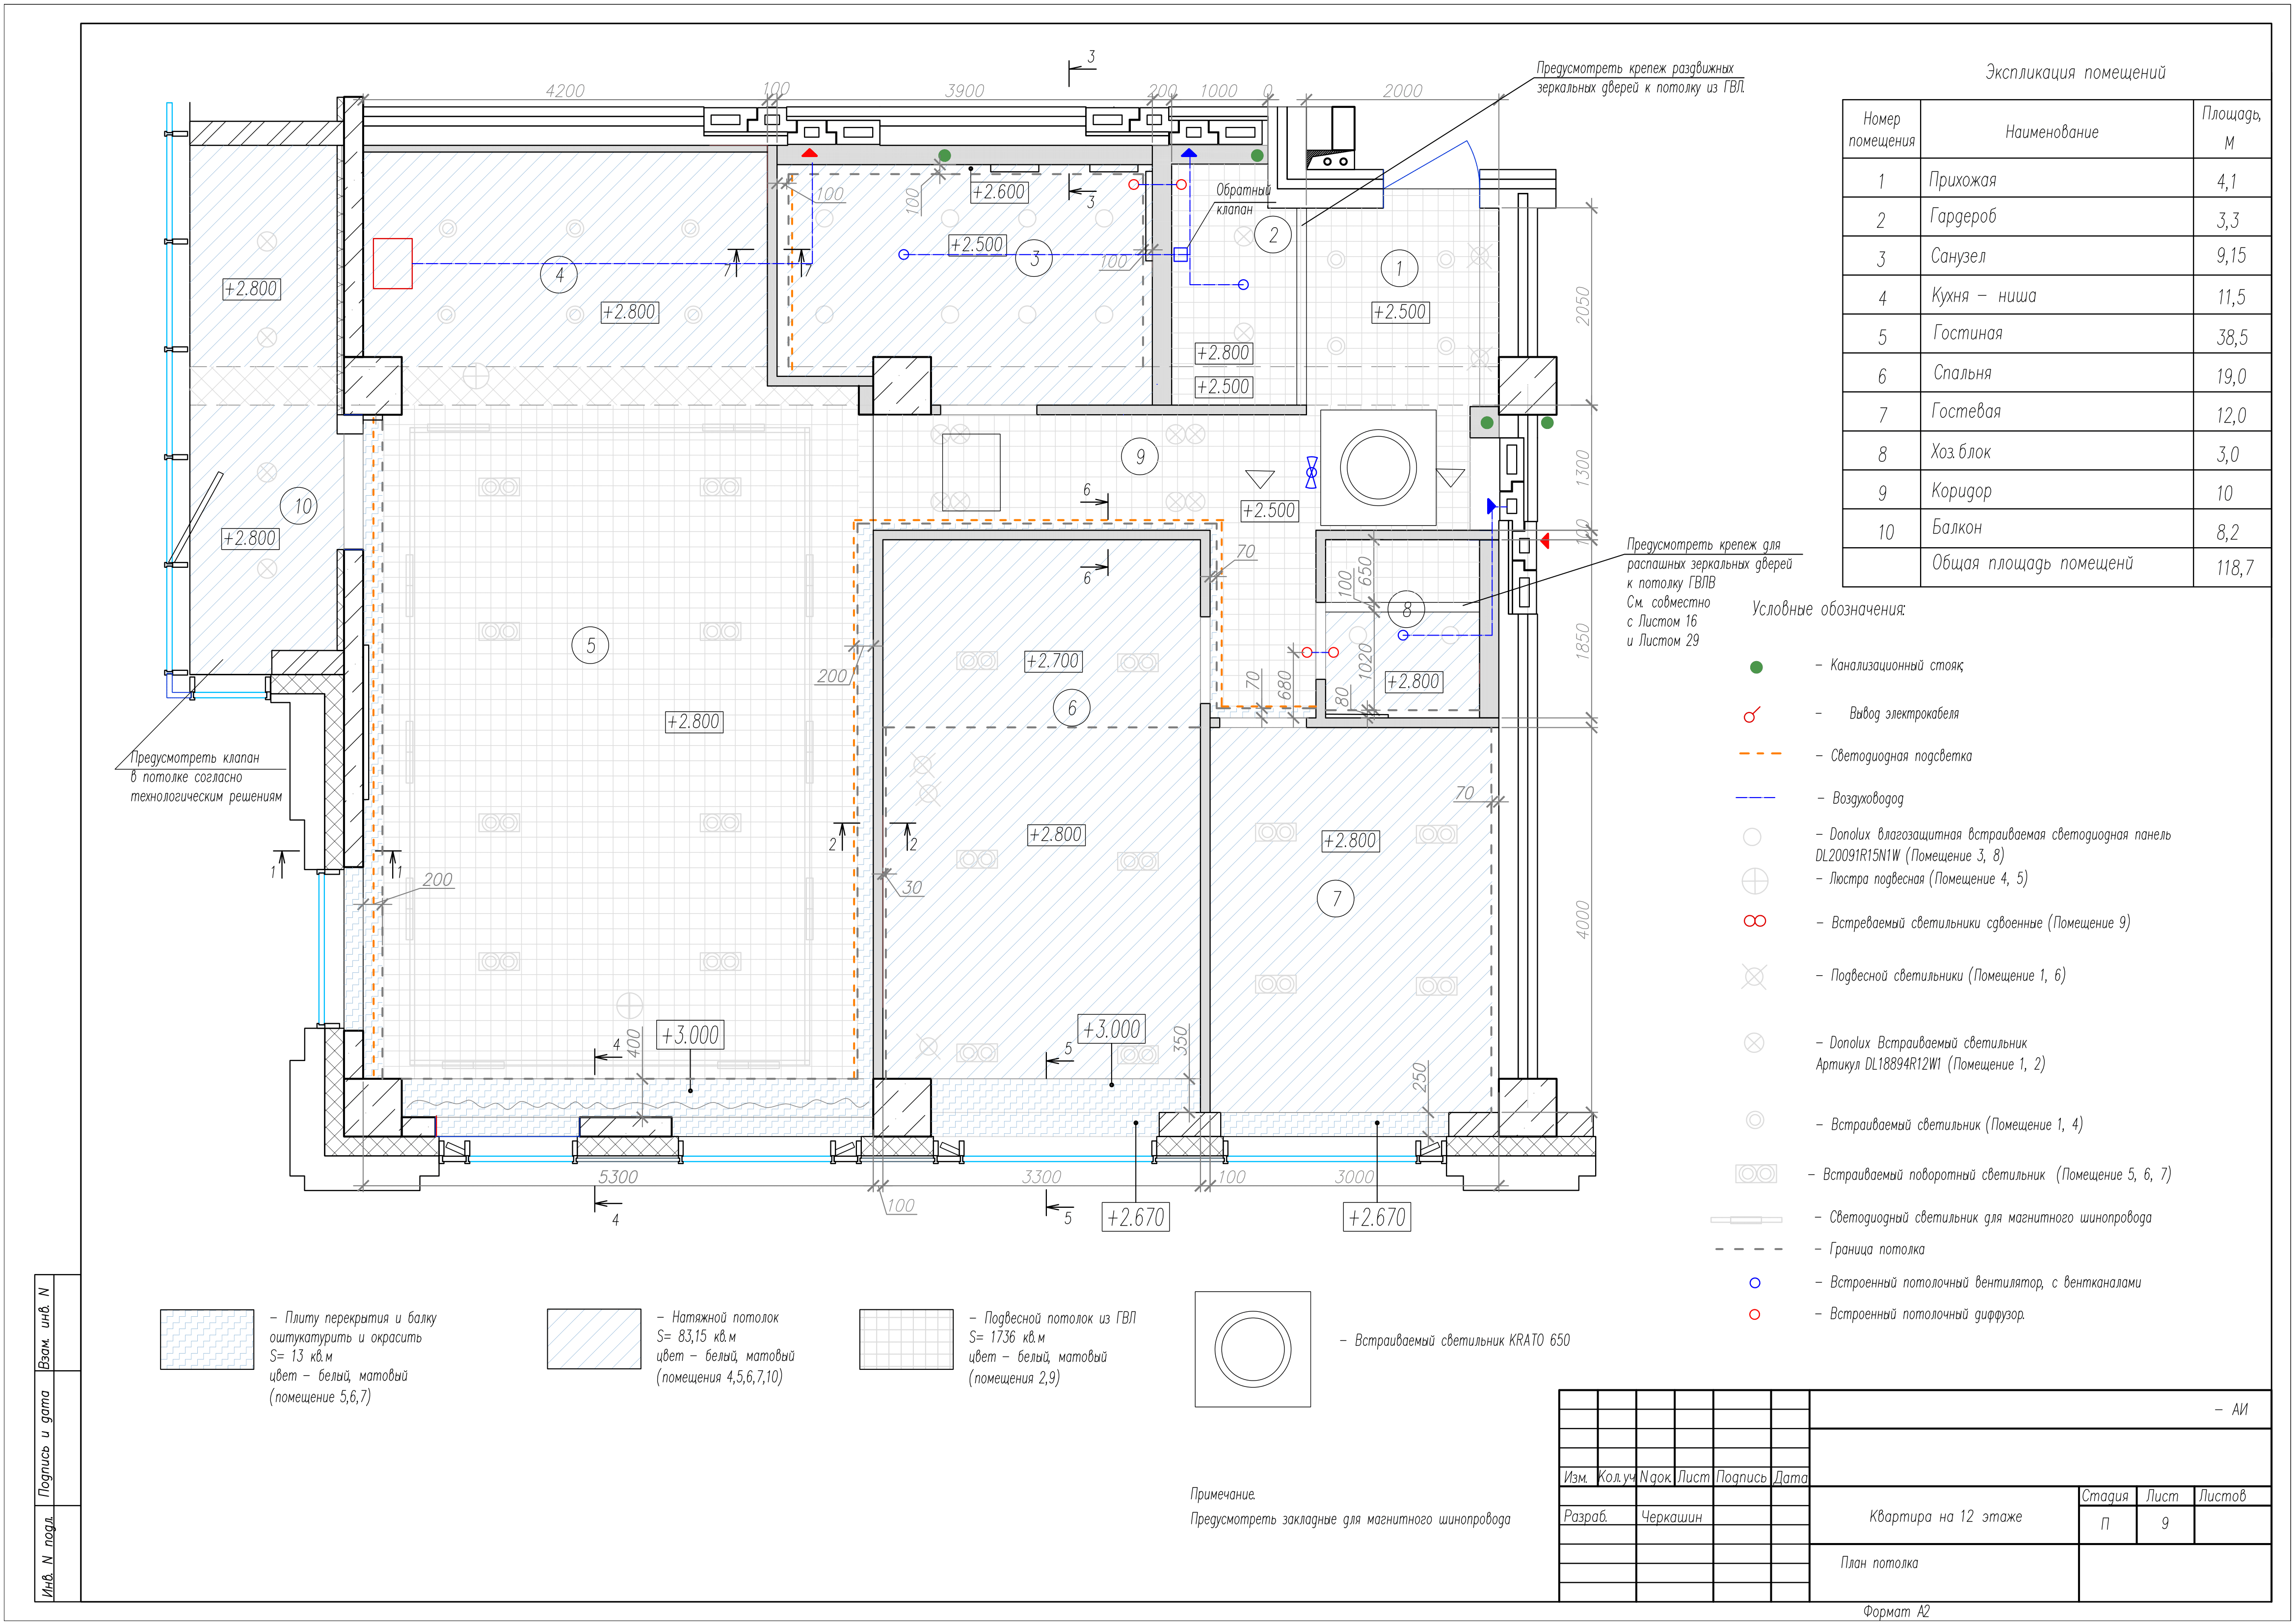 3
4200
100
3900
200
1000
0
2000
Предусмотреть крепеж раздвижных
зеркальных дверей к потолку из ГВЛ.
Экспликация помещений
Номер
помещения
Наименование
Площадь,
М
1 Прихожая 4,1
2 Гардероб 3,3
3 Санузел 9,15
4 Кухня – ниша 11,5
5 Гостиная 38,5
6 Спальня 19,0
7 Гостевая 12,0
8 Хоз.блок 3,0
9 Коридор 10
10 Балкон 8,2
Общая площадь помещенй 118,7
100
100
+2.600
3
Обратный
клапан
2
+2.500
3
100
1
4
7
7
+2.800
+2.800
+2.500
2050
+2.800
+2.500
9
6
1300
10
+2.500
+2.800
100
70
6
100
650
Предусмотреть крепеж для
распашных зеркальных дверей
к потолку ГВЛВ
См. совместно
с Листом 16
и Листом 29
8
1850
5
+2.700
200
70
680
1020
80
+2.800
6
+2.800
Предусмотреть клапан
в потолке согласно
технологическим решениям
70
2
2
+2.800
+2.800
1
1
200
30
7
4000
+3.000
+3.000
400
4
5
350
250
5300
100
3300
100
3000
4
5
+2.670
+2.670
Условные обозначения:
– Канализационный стояк;
– Вывод электрокабеля
– Светодиодная подсветка
– Воздуховодод
– Donolux влагозащитная встраиваемая светодиодная панель
DL20091R15N1W (Помещение 3, 8)
– Люстра подвесная (Помещение 4, 5)
– Встреваемый светильники сдвоенные (Помещение 9)
– Подвесной светильники (Помещение 1, 6)
– Donolux Встраиваемый светильник
Артикул DL18894R12W1 (Помещение 1, 2)
– Встраиваемый светильник (Помещение 1, 4)
– Встраиваемый поворотный светильник (Помещение 5, 6, 7)
– Светодиодный светильник для магнитного шинопровода
– Граница потолка
– Встроенный потолочный вентилятор, с вентканалами
– Встроенный потолочный диффузор.
– Плиту перекрытия и балку
оштукатурить и окрасить
S= 13 кв.м
цвет – белый, матовый
(помещение 5,6,7)
– Натяжной потолок
S= 83,15 кв.м
цвет – белый, матовый
(помещения 4,5,6,7,10)
– Подвесной потолок из ГВЛ
S= 1736 кв.м
цвет – белый, матовый
(помещения 2,9)
– Встраиваемый светильник KRATO 650
Примечание.
Предусмотреть закладные для магнитного шинопровода
Взам. инв. N
Подпись и дата
Инв. N подл.
– АИ
Изм. Кол.уч N док. Лист Подпись Дата
Разраб. Черкашин
Квартира на 12 этаже
Стадия Лист Листов
П 9
План потолка
Формат А2